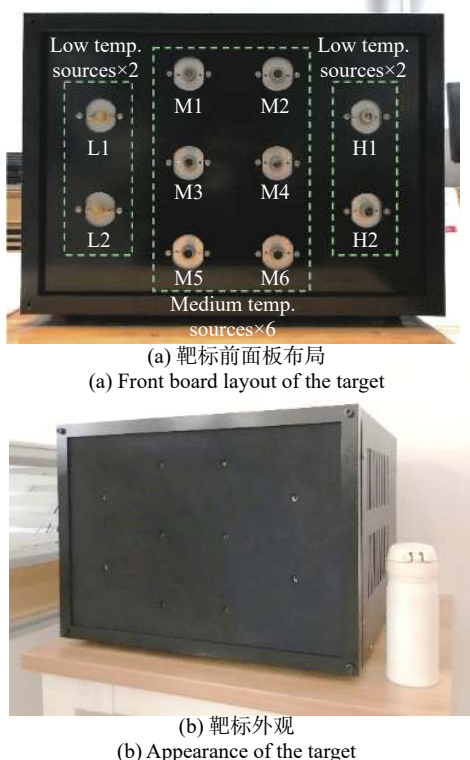 Low temp.
sources×2
Low temp.
sources×2
M1
M2
L1
H1
M3
M4
L2
H2
M5
M6
Medium temp.
sources×6
(a) 靶标前面板布局
(a) Front board layout of the target
(b) 靶标外观
(b) Appearance of the target